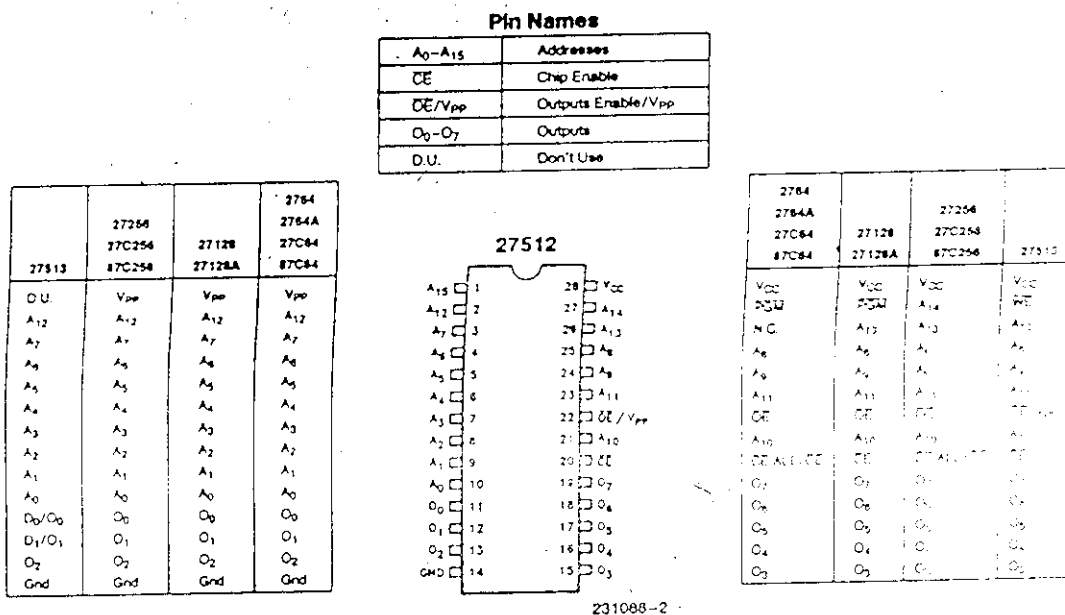 Pin Names
A0–A15 Addresses
CE Chip Enable
OE/VPP Outputs Enable/VPP
O0–O7 Outputs
D.U. Don't Use
27513 27256 27C256 87C256 27128 27128A 2764 2764A 27C64 87C64
D.U. VPP VPP VPP
A12 A12 A12 A12
A7 A7 A7 A7
A6 A6 A6
A5 A5 A5 A5
A4 A4 A4 A4
A3 A3 A3 A3
A2 A2 A2 A2
A1 A1 A1 A1
A0 A0 A0 A0
D0/O0 O0 O0 O0
D1/O1 O1 O1 O1
O2 O2 O2 O2
Gnd Gnd Gnd Gnd
27512
A15 1 28 VCC
A12 2 27 A14
A7 3 A13
A6 4 25 A8
A5 5 24 A9
A4 6 23 A11
A3 7 22 OE/VPP
A2 8 21 A10
A1 9 20 CE
A0 10 19 O7
O0 11 18 O6
O1 12 17 O5
O2 13 16 O4
GND 14 15 O3
231088–2
2764 2764A 27C64 87C64 27128 27128A 27256 27C256 87C256 27513
VCC VCC VCC VCC
PGM PGM A14 WE
N.C. A13 A13 A13
A8 A8
A9 A9
A11 A11
OE OE OE
A10 A10 A10
CE CE
O7 O7
O6 O6
O5 O5
O4 O4
O3 O3